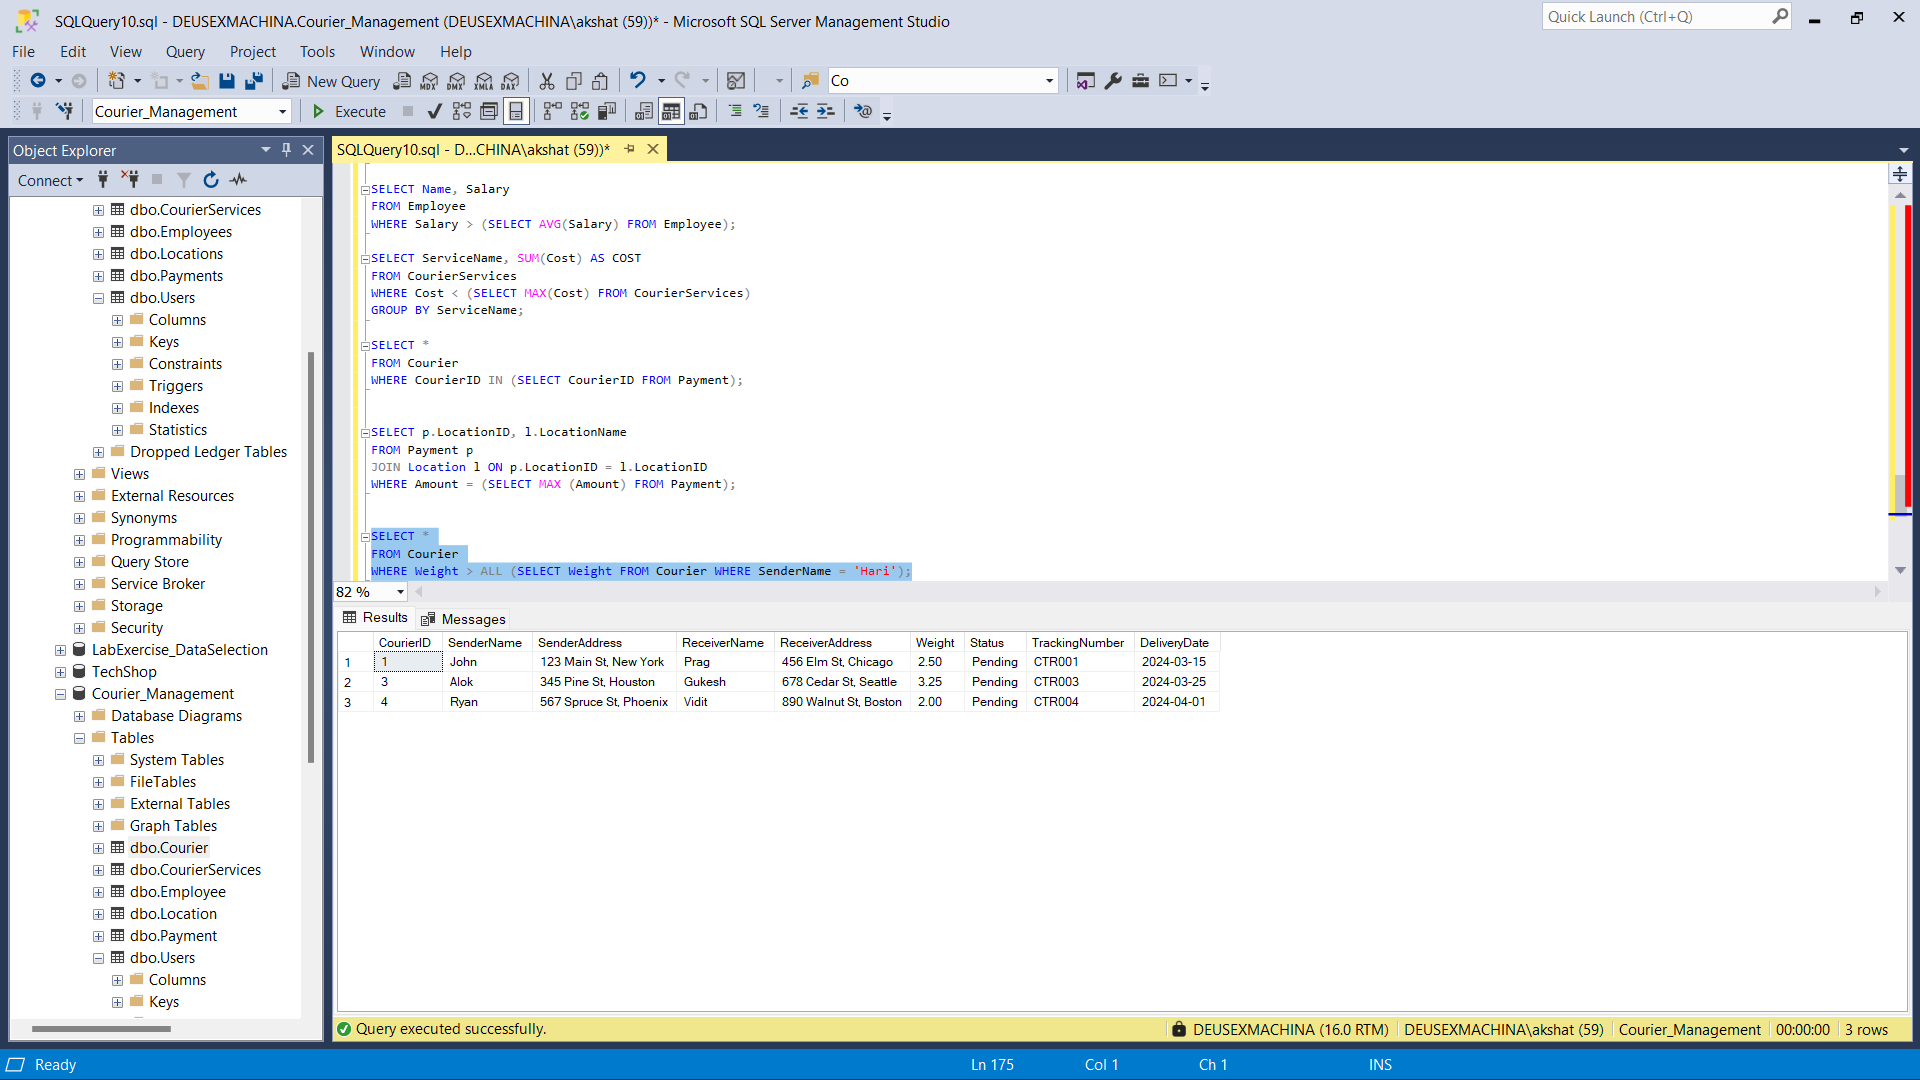 SQLQuery10.sql - DEUSEXMACHINA.Courier_Management (DEUSEXMACHINA\akshat (59))* - Microsoft SQL Server Management Studio
Quick Launch (Ctrl+Q)
File Edit View Query Project Tools Window Help
New Query MDX DMX XMLA DAX Co
Courier_Management Execute
Object Explorer
SQLQuery10.sql - D...CHINA\akshat (59))*
Connect
dbo.CourierServices
dbo.Employees
dbo.Locations
dbo.Payments
dbo.Users
Columns
Keys
Constraints
Triggers
Indexes
Statistics
Dropped Ledger Tables
Views
External Resources
Synonyms
Programmability
Query Store
Service Broker
Storage
Security
LabExercise_DataSelection
TechShop
Courier_Management
Database Diagrams
Tables
System Tables
FileTables
External Tables
Graph Tables
dbo.Courier
dbo.CourierServices
dbo.Employee
dbo.Location
dbo.Payment
dbo.Users
Columns
Keys
SELECT Name, Salary
FROM Employee
WHERE Salary > (SELECT AVG(Salary) FROM Employee);
SELECT ServiceName, SUM(Cost) AS COST
FROM CourierServices
WHERE Cost < (SELECT MAX(Cost) FROM CourierServices)
GROUP BY ServiceName;
SELECT *
FROM Courier
WHERE CourierID IN (SELECT CourierID FROM Payment);
SELECT p.LocationID, l.LocationName
FROM Payment p
JOIN Location l ON p.LocationID = l.LocationID
WHERE Amount = (SELECT MAX (Amount) FROM Payment);
SELECT *
FROM Courier
WHERE Weight > ALL (SELECT Weight FROM Courier WHERE SenderName = 'Hari');
82 %
Results Messages
CourierID SenderName SenderAddress ReceiverName ReceiverAddress Weight Status TrackingNumber DeliveryDate
1 1 John 123 Main St, New York Prag 456 Elm St, Chicago 2.50 Pending CTR001 2024-03-15
2 3 Alok 345 Pine St, Houston Gukesh 678 Cedar St, Seattle 3.25 Pending CTR003 2024-03-25
3 4 Ryan 567 Spruce St, Phoenix Vidit 890 Walnut St, Boston 2.00 Pending CTR004 2024-04-01
Query executed successfully. DEUSEXMACHINA (16.0 RTM) DEUSEXMACHINA\akshat (59) Courier_Management 00:00:00 3 rows
Ready Ln 175 Col 1 Ch 1 INS